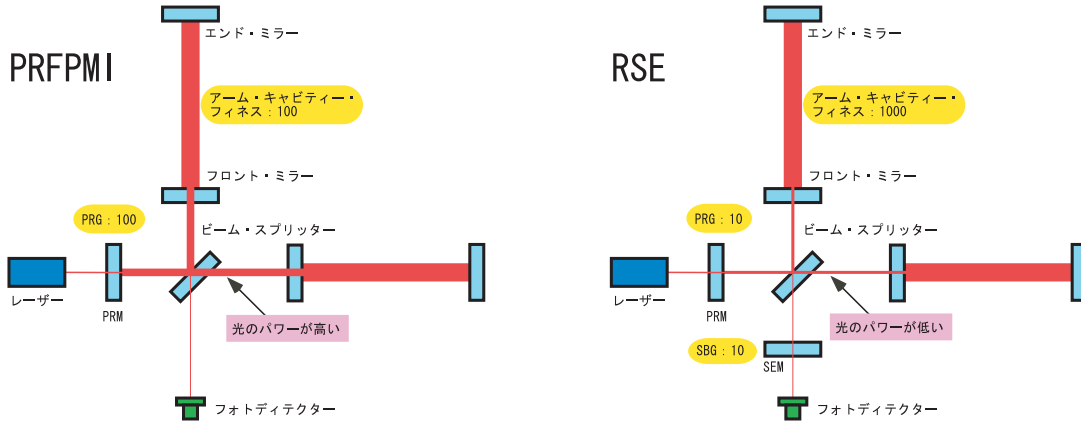 PRFPMI
エンド・ミラー
アーム・キャビティー・
フィネス：100
フロント・ミラー
PRG：100
ビーム・スプリッター
レーザー
PRM
光のパワーが高い
フォトディテクター
RSE
エンド・ミラー
アーム・キャビティー・
フィネス：1000
フロント・ミラー
PRG：10
ビーム・スプリッター
レーザー
PRM
光のパワーが低い
SBG：10
SEM
フォトディテクター